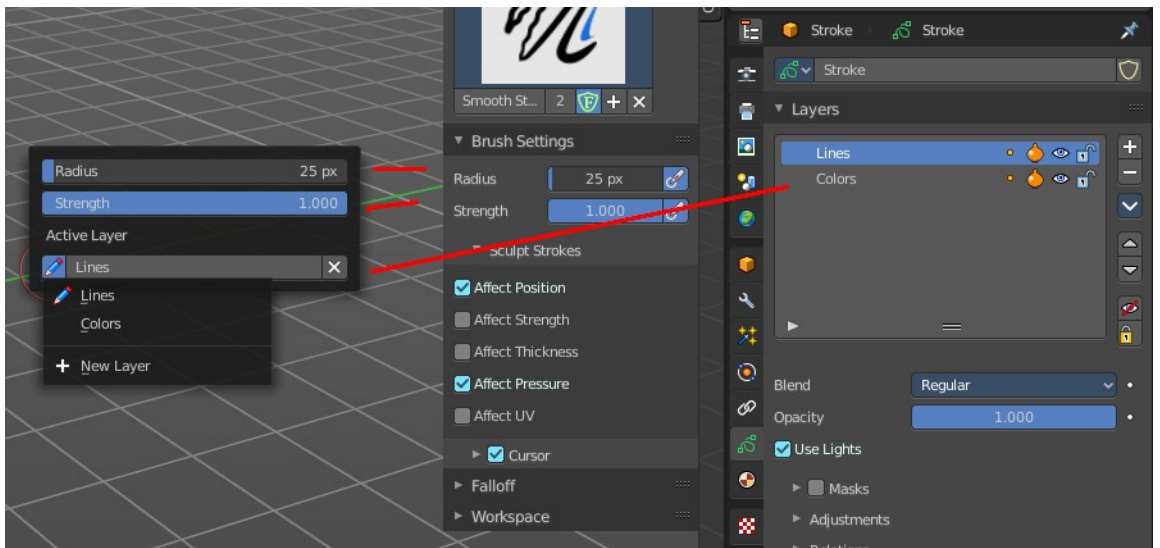 Radius 25 px
Strength 1.000
Active Layer
Lines
Lines
Colors
New Layer
Smooth St... 2 F
Brush Settings
Radius 25 px
Strength 1.000
Sculpt Strokes
Affect Position
Affect Strength
Affect Thickness
Affect Pressure
Affect UV
Cursor
Falloff
Workspace
Stroke Stroke
Stroke
Layers
Lines
Colors
Blend Regular
Opacity 1.000
Use Lights
Masks
Adjustments